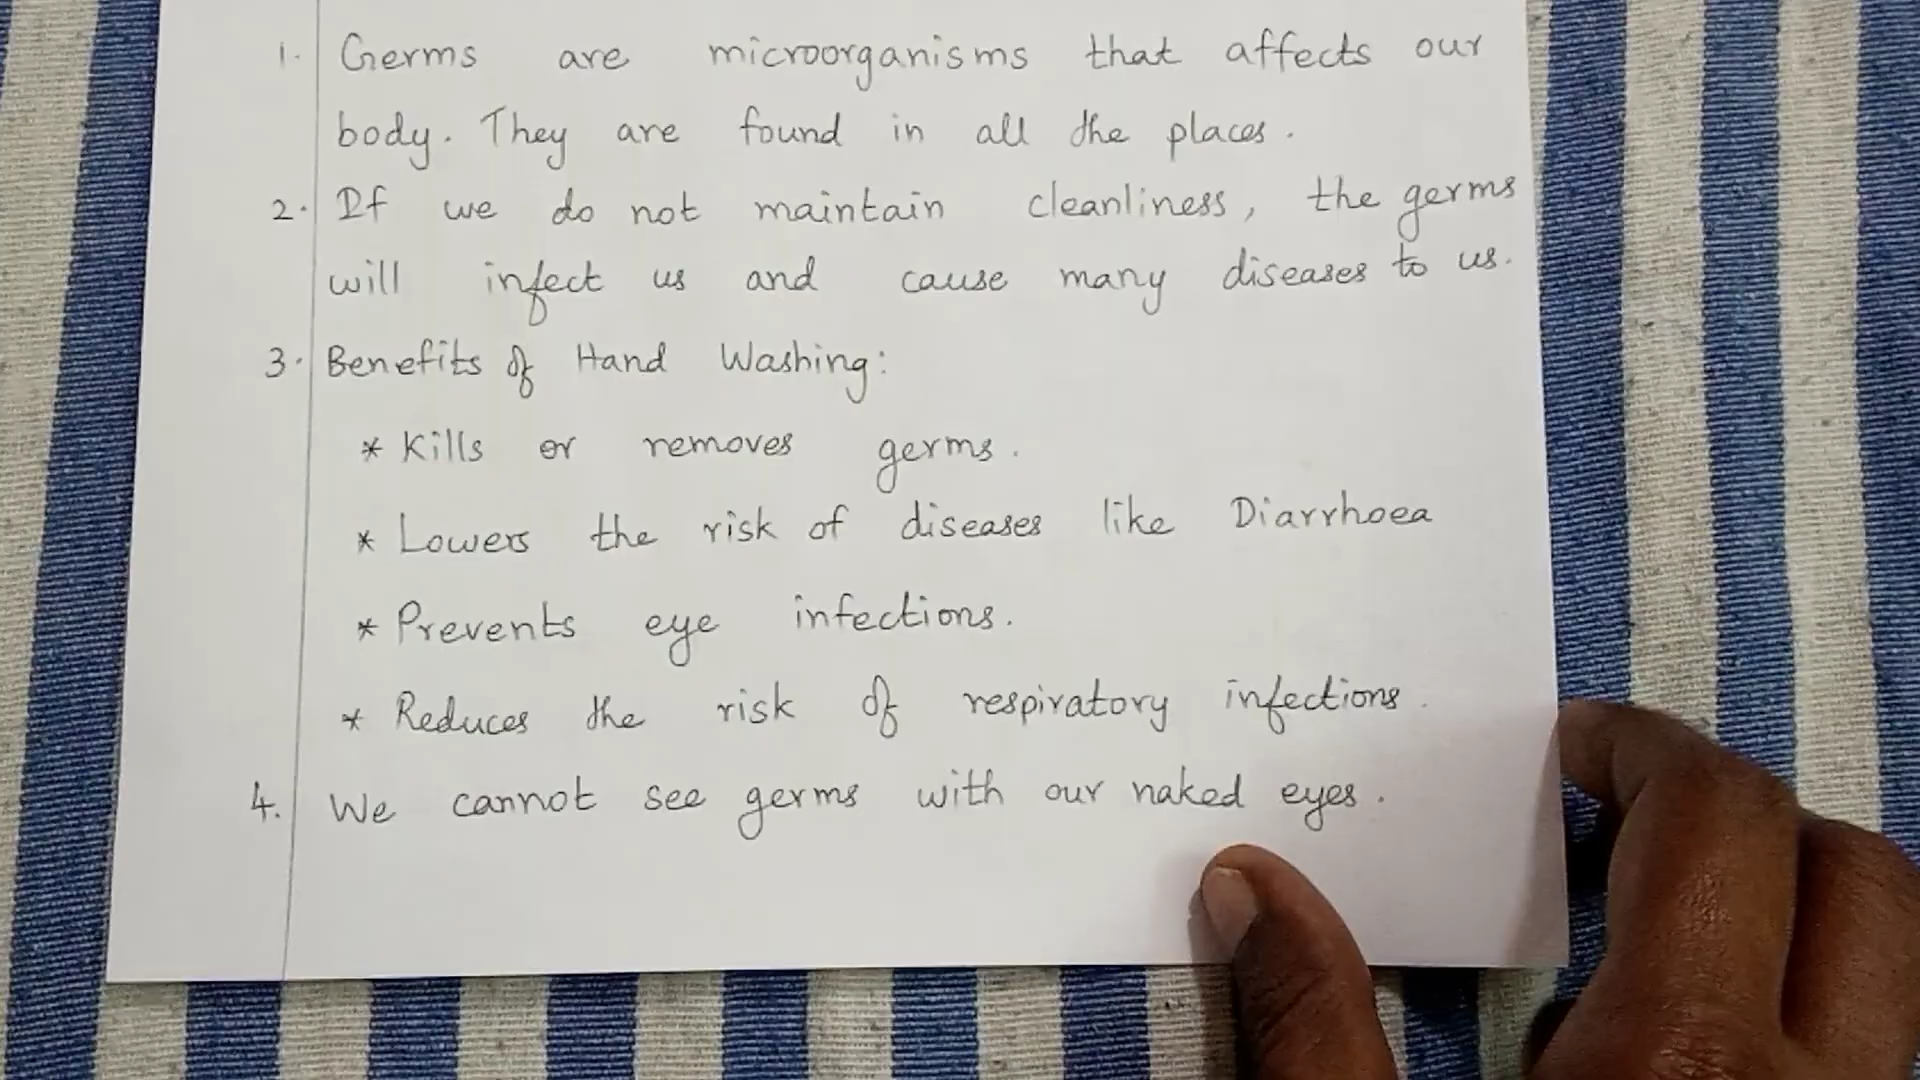 1. Germs are microorganisms that affects our
body. They are found in all the places.
2. If we do not maintain cleanliness, the germs
will infect us and cause many diseases to us.
3. Benefits of Hand Washing:
* Kills or removes germs.
* Lowers the risk of diseases like Diarrhoea
* Prevents eye infections.
* Reduces the risk of respiratory infections.
4. We cannot see germs with our naked eyes.